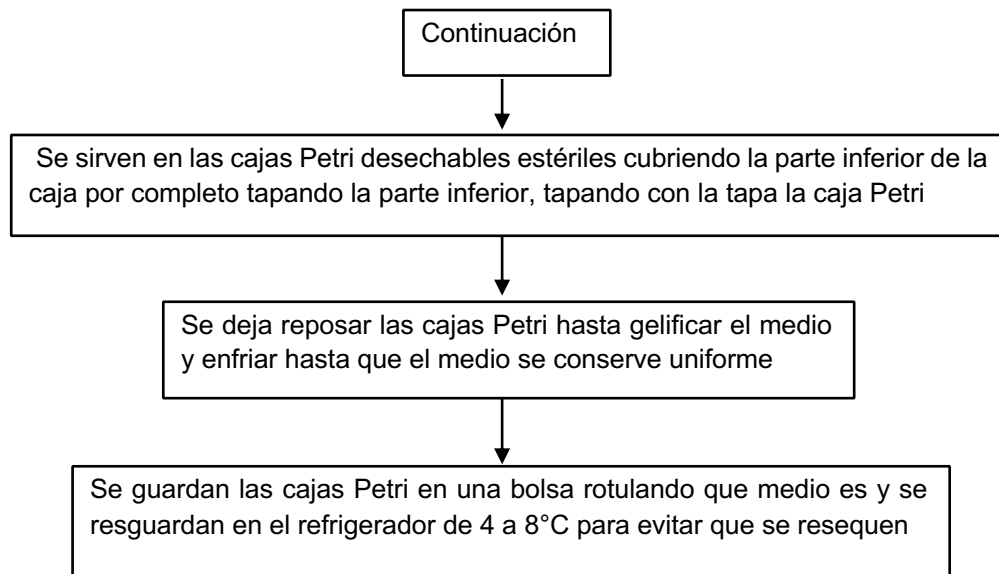 Continuación
Se sirven en las cajas Petri desechables estériles cubriendo la parte inferior de la
caja por completo tapando la parte inferior, tapando con la tapa la caja Petri
Se deja reposar las cajas Petri hasta gelificar el medio
y enfriar hasta que el medio se conserve uniforme
Se guardan las cajas Petri en una bolsa rotulando que medio es y se
resguardan en el refrigerador de 4 a 8°C para evitar que se resequen